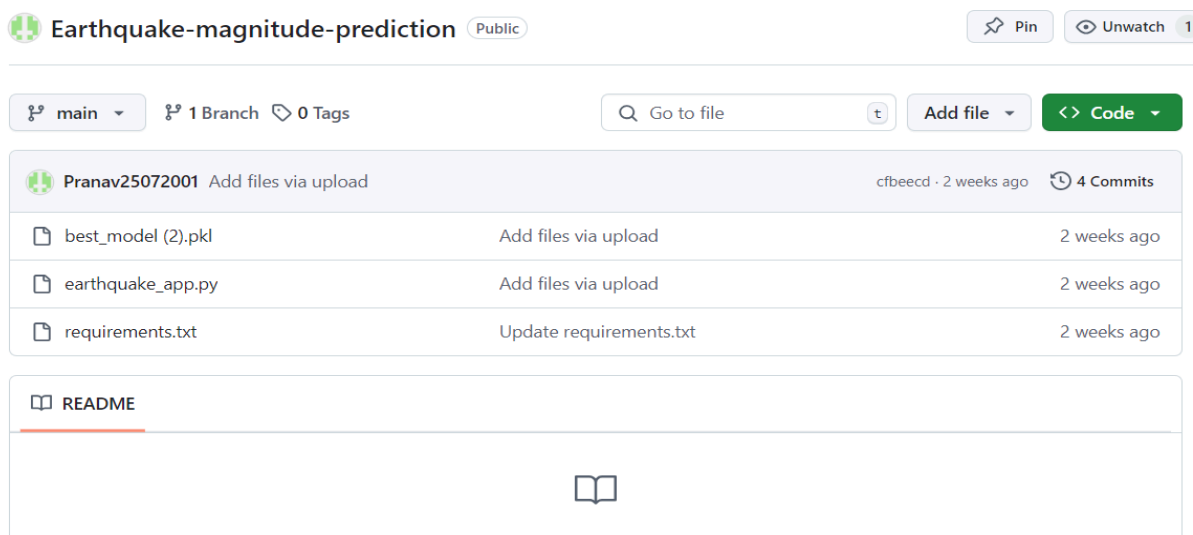 Earthquake-magnitude-prediction Public Pin Unwatch 1
main 1 Branch 0 Tags Go to file t Add file Code
Pranav25072001 Add files via upload cfbeecd · 2 weeks ago 4 Commits
best_model (2).pkl Add files via upload 2 weeks ago
earthquake_app.py Add files via upload 2 weeks ago
requirements.txt Update requirements.txt 2 weeks ago
README